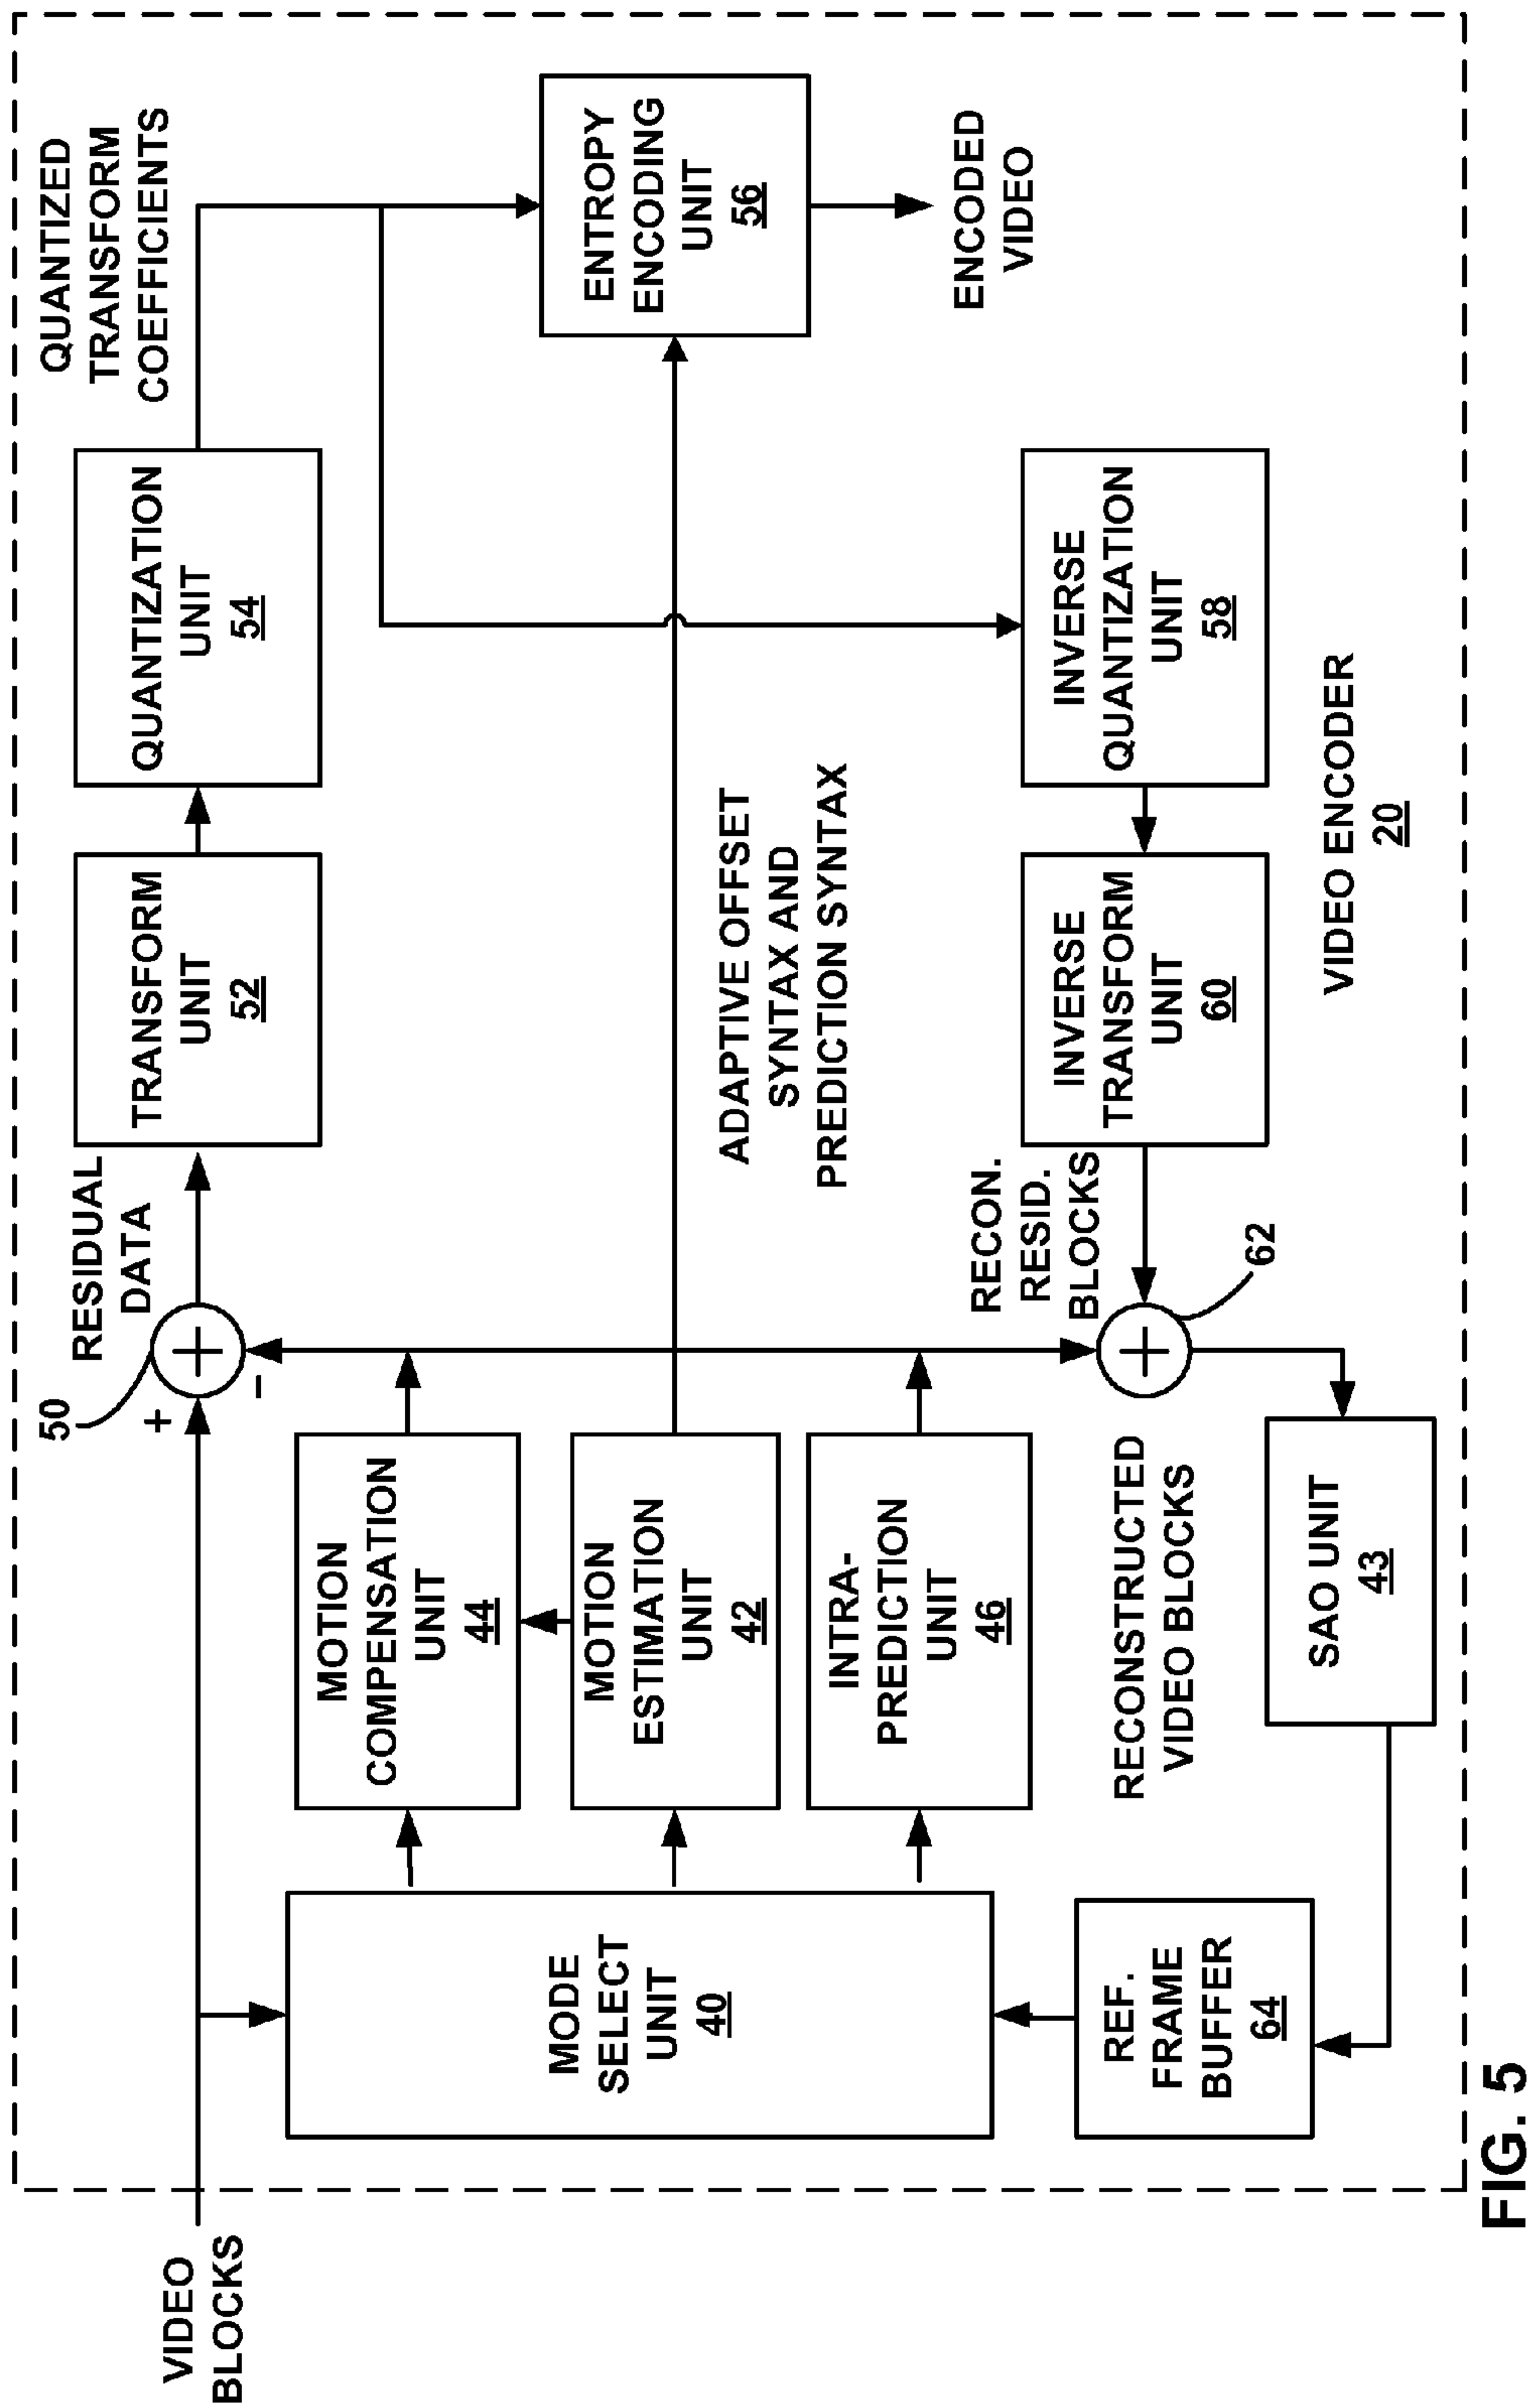 VIDEO
BLOCKS
50
+
-
RESIDUAL
DATA
TRANSFORM
UNIT
52
QUANTIZATION
UNIT
54
QUANTIZED
TRANSFORM
COEFFICIENTS
MODE
SELECT
UNIT
40
MOTION
COMPENSATION
UNIT
44
MOTION
ESTIMATION
UNIT
42
INTRA-
PREDICTION
UNIT
46
ADAPTIVE OFFSET
SYNTAX AND
PREDICTION SYNTAX
ENTROPY
ENCODING
UNIT
56
ENCODED
VIDEO
REF.
FRAME
BUFFER
64
RECONSTRUCTED
VIDEO BLOCKS
SAO UNIT
43
RECON.
RESID.
BLOCKS
62
INVERSE
TRANSFORM
UNIT
60
INVERSE
QUANTIZATION
UNIT
58
VIDEO ENCODER
20
FIG. 5